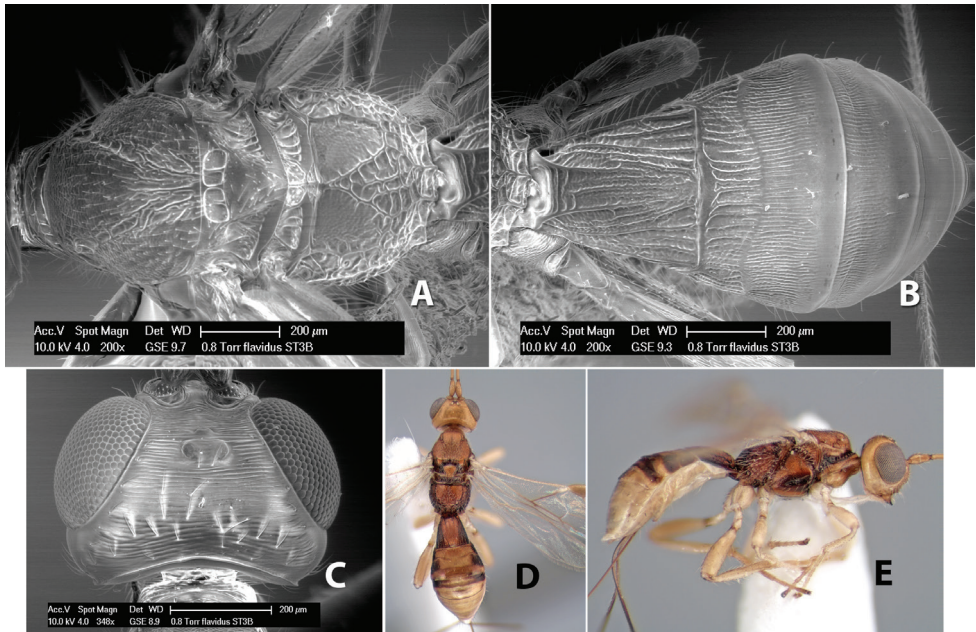 A
Acc.V Spot Magn Det WD 200 µm
10.0 kV 4.0 200x GSE 9.7 0.8 Torr flavidus ST3B
B
Acc.V Spot Magn Det WD 200 µm
10.0 kV 4.0 200x GSE 9.3 0.8 Torr flavidus ST3B
C
Acc.V Spot Magn Det WD 200 µm
10.0 kV 4.0 348x GSE 8.9 0.8 Torr flavidus ST3B
D
E